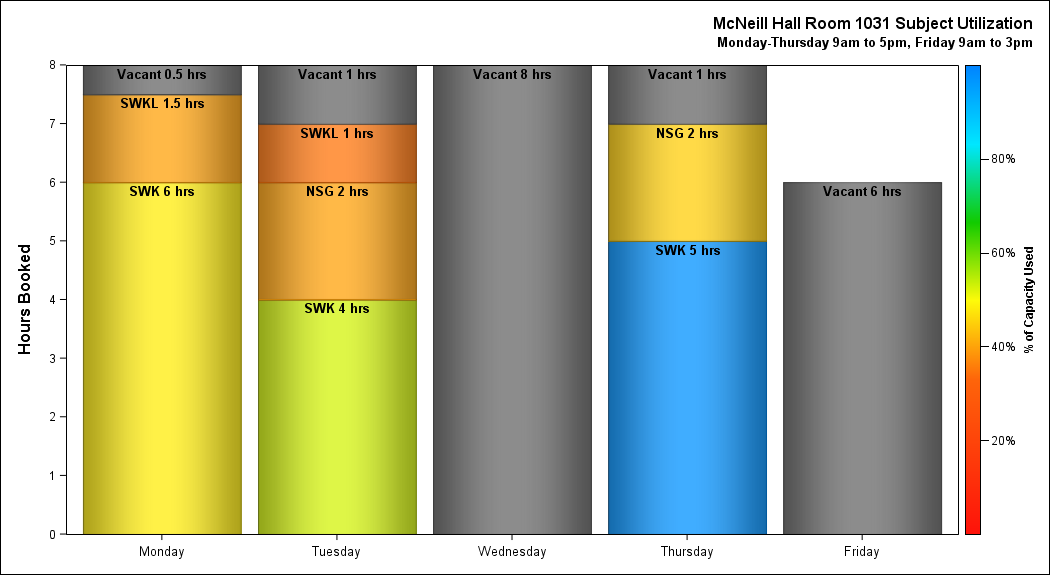 McNeill Hall Room 1031 Subject Utilization
Monday-Thursday 9am to 5pm, Friday 9am to 3pm
Hours Booked
8
7
6
5
4
3
2
1
0
Vacant 0.5 hrs
SWKL 1.5 hrs
SWK 6 hrs
Vacant 1 hrs
SWKL 1 hrs
NSG 2 hrs
SWK 4 hrs
Vacant 8 hrs
Vacant 1 hrs
NSG 2 hrs
SWK 5 hrs
Vacant 6 hrs
Monday
Tuesday
Wednesday
Thursday
Friday
80%
60%
40%
20%
% of Capacity Used